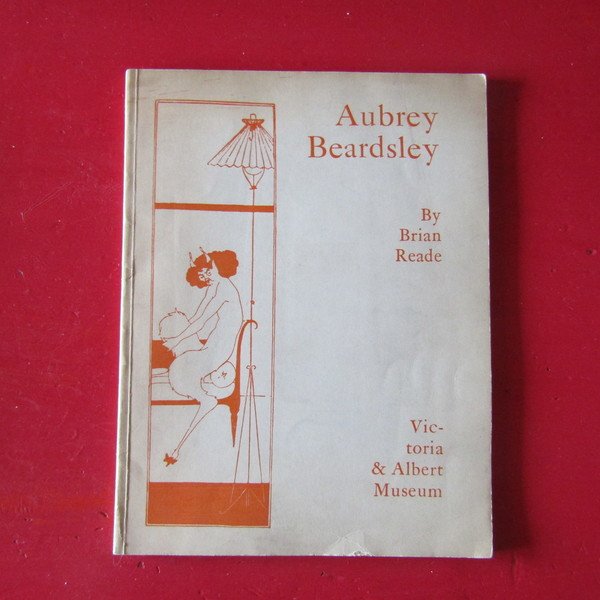 Aubrey
Beardsley
By
Brian
Reade
Vic-
toria
& Albert
Museum